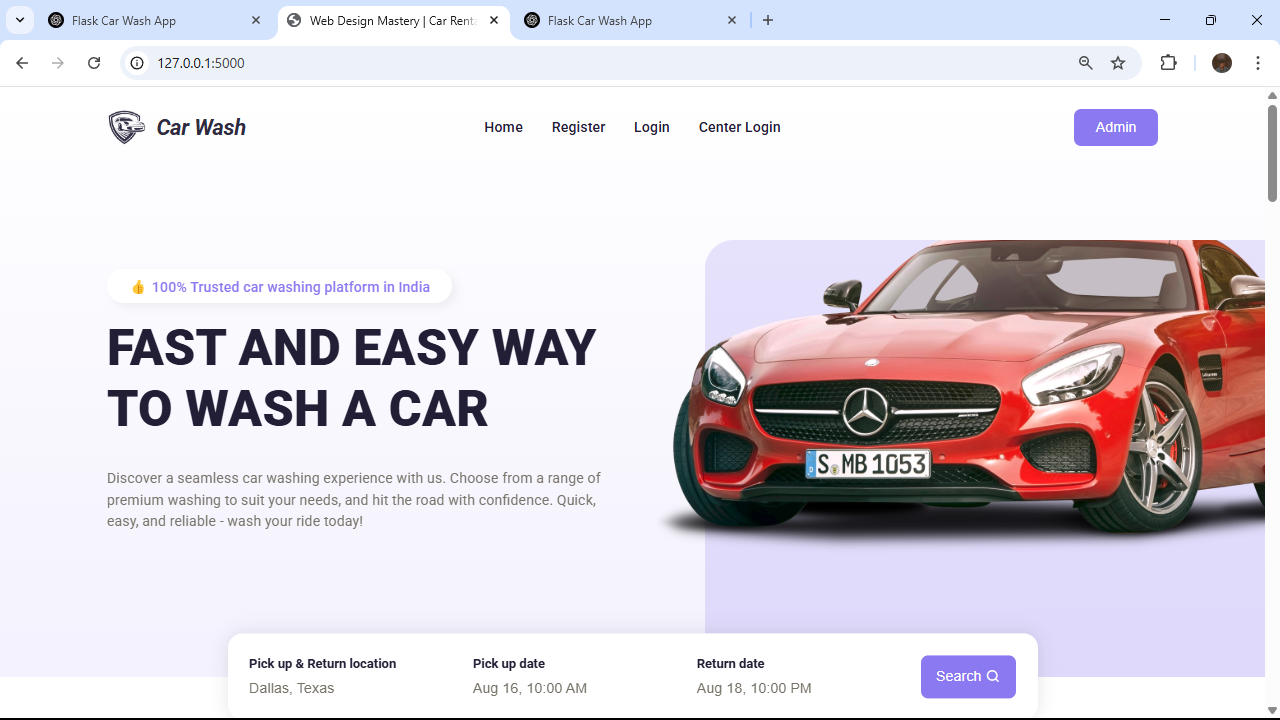 Flask Car Wash App
Web Design Mastery | Car Renta
Flask Car Wash App
127.0.0.1:5000
Car Wash
Home
Register
Login
Center Login
Admin
👍 100% Trusted car washing platform in India
FAST AND EASY WAY
TO WASH A CAR
Discover a seamless car washing experience with us. Choose from a range of
premium washing to suit your needs, and hit the road with confidence. Quick,
easy, and reliable - wash your ride today!
S MB 1053
Pick up & Return location
Dallas, Texas
Pick up date
Aug 16, 10:00 AM
Return date
Aug 18, 10:00 PM
Search